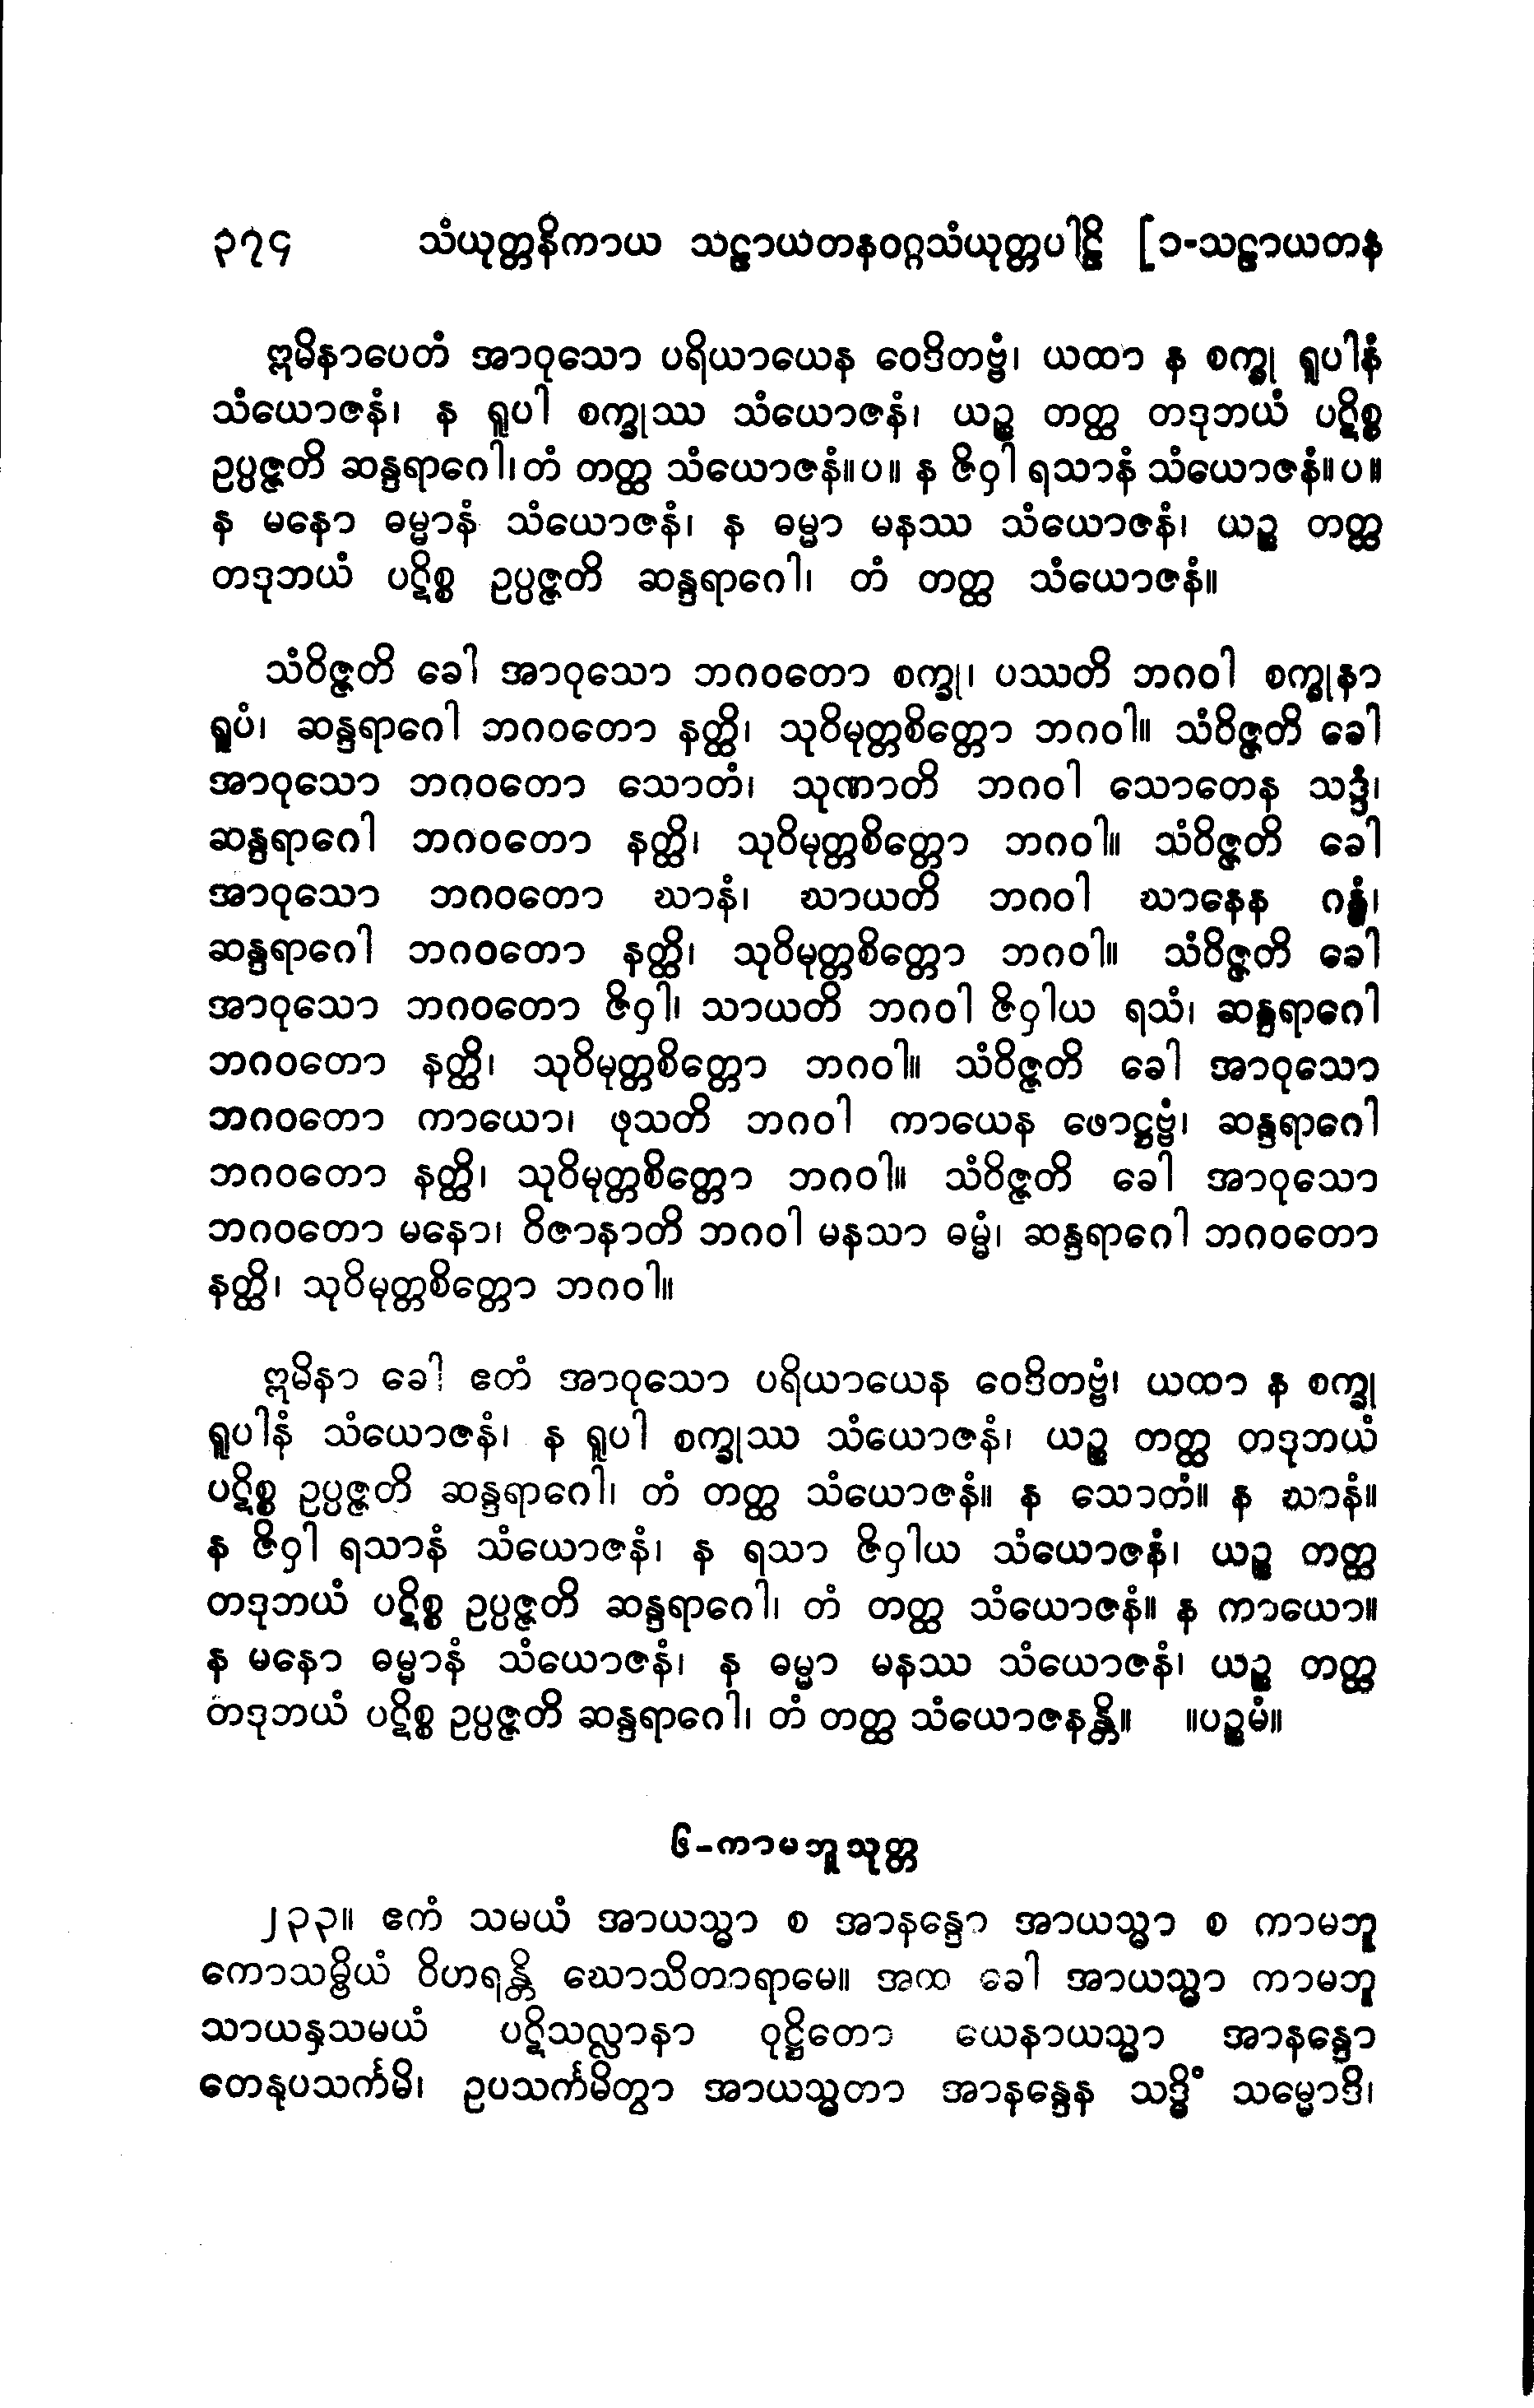 ၃၇၄ သံယုတ္တနိကာယ သဠာယတနဝဂ္ဂသံယုတ္တပါဠိ [၁-သဠာယတန
ဣမိနာပေတံ အာဝုသော ပရိယာယေန ဝေဒိတဗ္ဗံ၊ ယထာ န စက္ခု ရူပါနံ
သံယောဇနံ၊ န ရူပါ စက္ခုဿ သံယောဇနံ၊ ယဉ္စ တတ္ထ တဒုဘယံ ပဋိစ္စ
ဥပ္ပဇ္ဇတိ ဆန္ဒရာဂေါ၊ တံ တတ္ထ သံယောဇနံ။ပ။ န ဇိဝှါ ရသာနံ သံယောဇနံ။ပ။
န မနော ဓမ္မာနံ သံယောဇနံ၊ န ဓမ္မာ မနဿ သံယောဇနံ၊ ယဉ္စ တတ္ထ
တဒုဘယံ ပဋိစ္စ ဥပ္ပဇ္ဇတိ ဆန္ဒရာဂေါ၊ တံ တတ္ထ သံယောဇနံ။
သံဝိဇ္ဇတိ ခေါ အာဝုသော ဘဂဝတော စက္ခု၊ ပဿတိ ဘဂဝါ စက္ခုနာ
ရူပံ၊ ဆန္ဒရာဂေါ ဘဂဝတော နတ္ထိ၊ သုဝိမုတ္တစိတ္တော ဘဂဝါ။ သံဝိဇ္ဇတိ ခေါ
အာဝုသော ဘဂဝတော သောတံ၊ သုဏာတိ ဘဂဝါ သောတေန သဒ္ဒံ၊
ဆန္ဒရာဂေါ ဘဂဝတော နတ္ထိ၊ သုဝိမုတ္တစိတ္တော ဘဂဝါ။ သံဝိဇ္ဇတိ ခေါ
အာဝုသော ဘဂဝတော ဃာနံ၊ ဃာယတိ ဘဂဝါ ဃာနေန ဂန္ဓံ၊
ဆန္ဒရာဂေါ ဘဂဝတော နတ္ထိ၊ သုဝိမုတ္တစိတ္တော ဘဂဝါ။ သံဝိဇ္ဇတိ ခေါ
အာဝုသော ဘဂဝတော ဇိဝှါ၊ သာယတိ ဘဂဝါ ဇိဝှါယ ရသံ၊ ဆန္ဒရာဂေါ
ဘဂဝတော နတ္ထိ၊ သုဝိမုတ္တစိတ္တော ဘဂဝါ။ သံဝိဇ္ဇတိ ခေါ အာဝုသော
ဘဂဝတော ကာယော၊ ဖုသတိ ဘဂဝါ ကာယေန ဖောဋ္ဌဗ္ဗံ၊ ဆန္ဒရာဂေါ
ဘဂဝတော နတ္ထိ၊ သုဝိမုတ္တစိတ္တော ဘဂဝါ။ သံဝိဇ္ဇတိ ခေါ အာဝုသော
ဘဂဝတော မနော၊ ဝိဇာနာတိ ဘဂဝါ မနသာ ဓမ္မံ၊ ဆန္ဒရာဂေါ ဘဂဝတော
နတ္ထိ၊ သုဝိမုတ္တစိတ္တော ဘဂဝါ။
ဣမိနာ ခေါ ဧတံ အာဝုသော ပရိယာယေန ဝေဒိတဗ္ဗံ၊ ယထာ န စက္ခု
ရူပါနံ သံယောဇနံ၊ န ရူပါ စက္ခုဿ သံယောဇနံ၊ ယဉ္စ တတ္ထ တဒုဘယံ
ပဋိစ္စ ဥပ္ပဇ္ဇတိ ဆန္ဒရာဂေါ၊ တံ တတ္ထ သံယောဇနံ။ န သောတံ။ န ဃာနံ။
န ဇိဝှါ ရသာနံ သံယောဇနံ၊ န ရသာ ဇိဝှါယ သံယောဇနံ၊ ယဉ္စ တတ္ထ
တဒုဘယံ ပဋိစ္စ ဥပ္ပဇ္ဇတိ ဆန္ဒရာဂေါ၊ တံ တတ္ထ သံယောဇနံ။ န ကာယော။
န မနော ဓမ္မာနံ သံယောဇနံ၊ န ဓမ္မာ မနဿ သံယောဇနံ၊ ယဉ္စ တတ္ထ
တဒုဘယံ ပဋိစ္စ ဥပ္ပဇ္ဇတိ ဆန္ဒရာဂေါ၊ တံ တတ္ထ သံယောဇနန္တိ။ ။ပဉ္စမံ။
၆-ကာမဘူသုတ္တ
၂၃၃။ ဧကံ သမယံ အာယသ္မာ စ အာနန္ဒော အာယသ္မာ စ ကာမဘူ
ကောသမ္ဗိယံ ဝိဟရန္တိ ဃောသိတာရာမေ။ အထ ခေါ အာယသ္မာ ကာမဘူ
သာယနှသမယံ ပဋိသလ္လာနာ ဝုဋ္ဌိတော ယေနာယသ္မာ အာနန္ဒော
တေနုပသင်္ကမိ၊ ဥပသင်္ကမိတွာ အာယသ္မတာ အာနန္ဒေန သဒ္ဓိံ သမ္မောဒိ၊